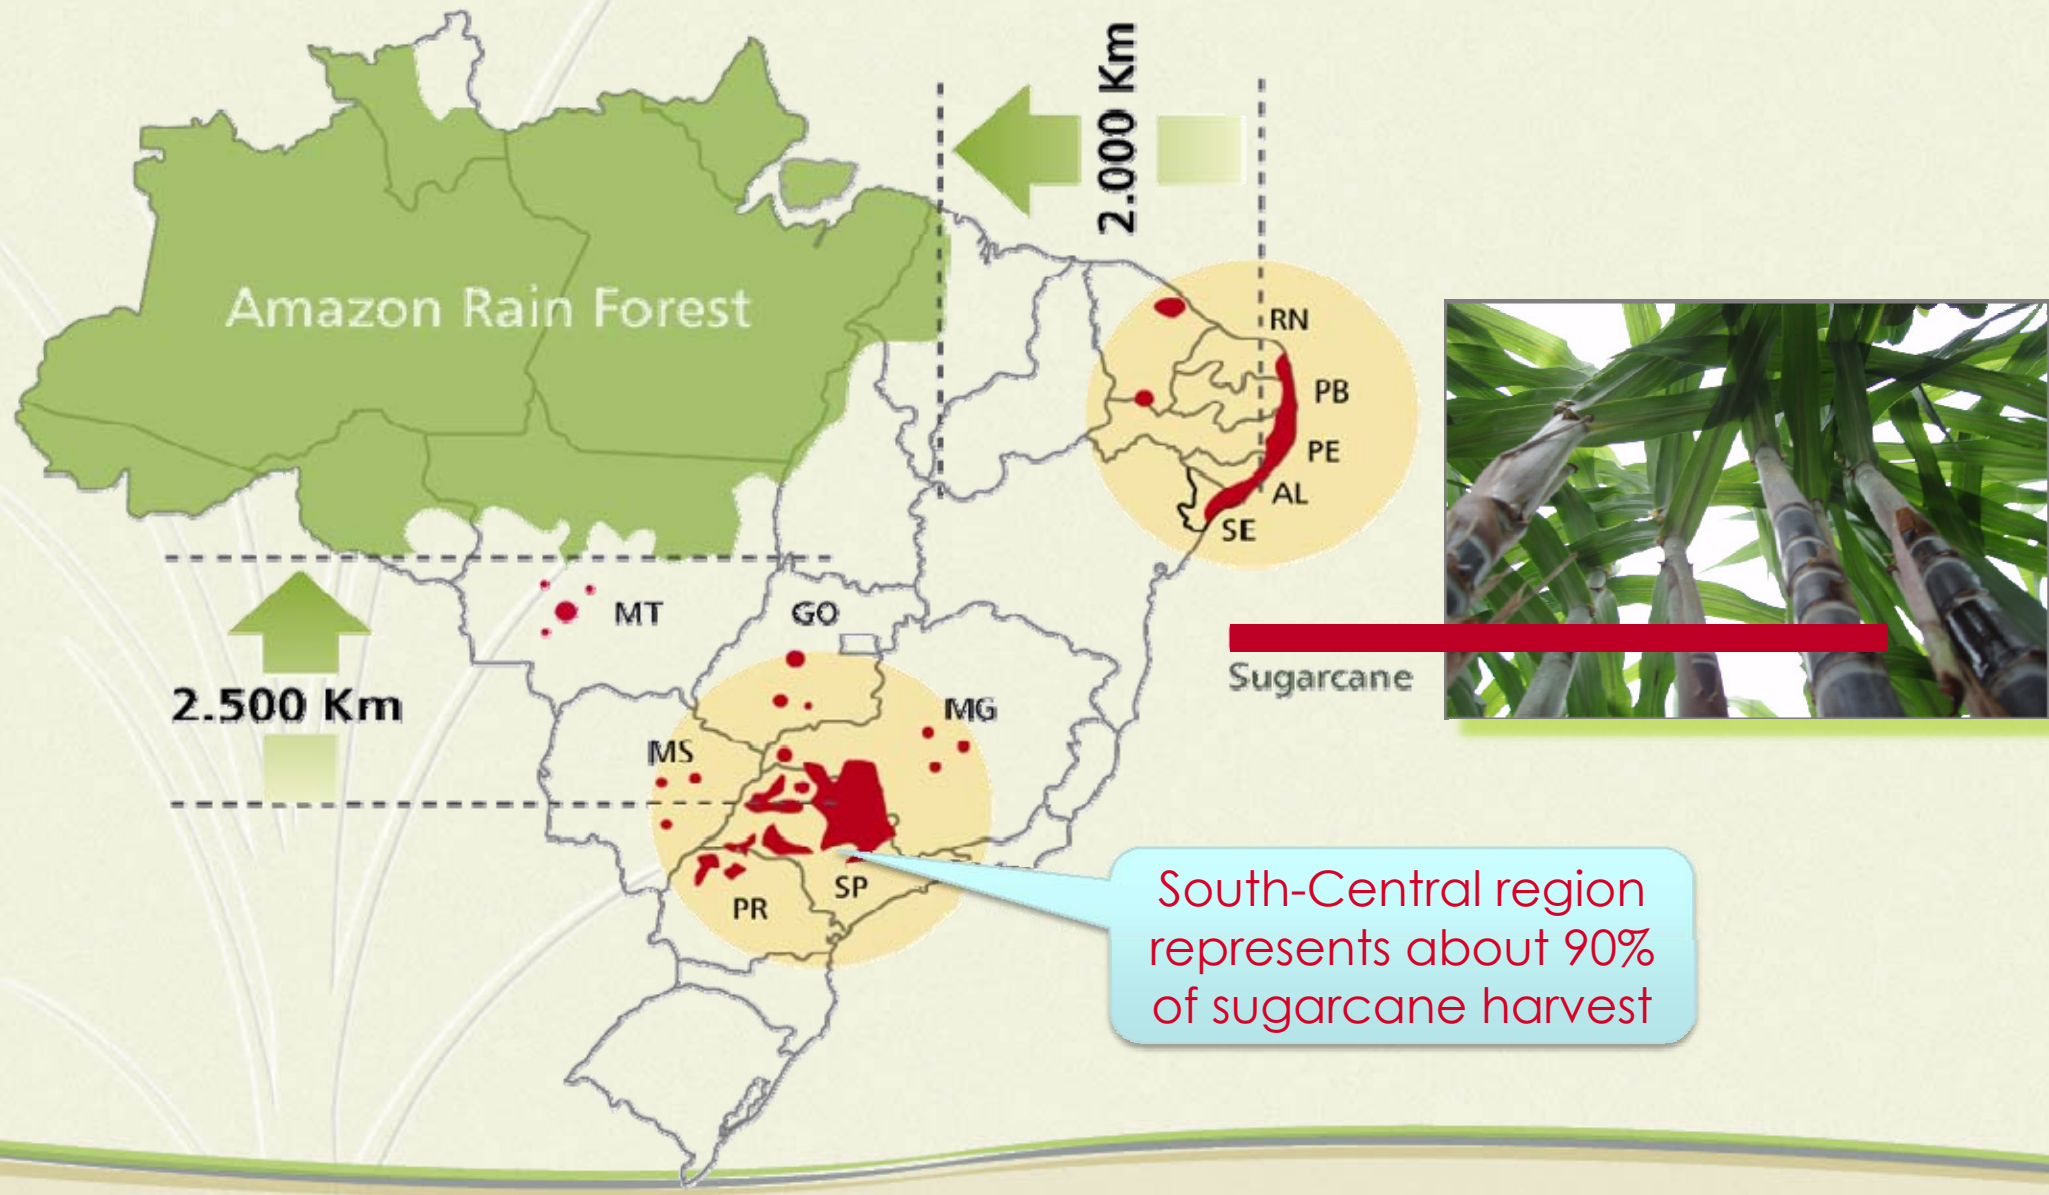 2.000 Km
Amazon Rain Forest
RN
PB
PE
AL
SE
MT
GO
2.500 Km
Sugarcane
MG
MS
SP
PR
South-Central region
represents about 90%
of sugarcane harvest